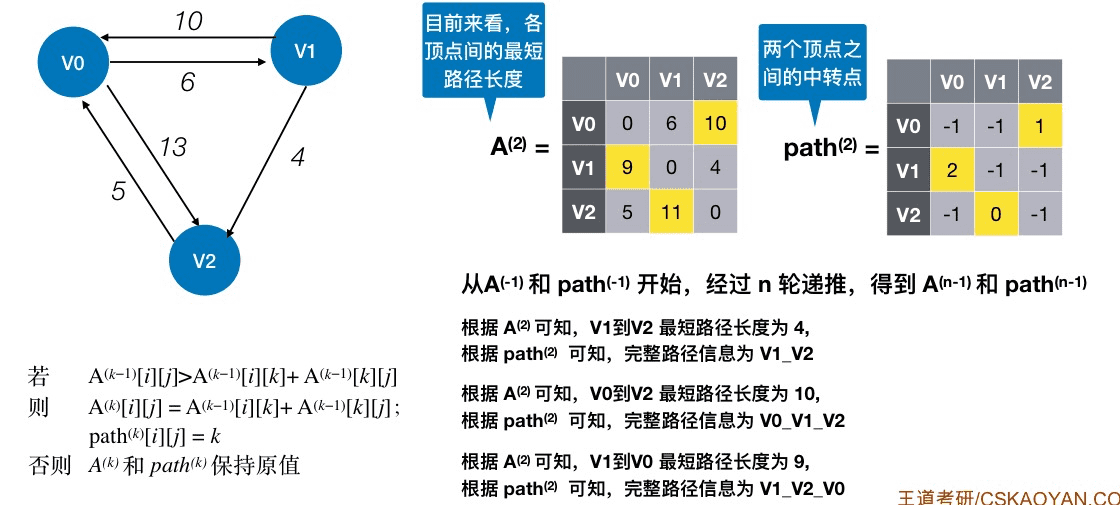 10
V0
V1
6
13
4
5
V2
目前来看，各
顶点间的最短
路径长度
A(2) =
V0 V1 V2
V0 0 6 10
V1 9 0 4
V2 5 11 0
两个顶点之
间的中转点
path(2) =
V0 V1 V2
V0 -1 -1 1
V1 2 -1 -1
V2 -1 0 -1
从A(-1) 和 path(-1) 开始，经过 n 轮递推，得到 A(n-1) 和 path(n-1)
根据 A(2) 可知，V1到V2 最短路径长度为 4,
根据 path(2) 可知，完整路径信息为 V1_V2
根据 A(2) 可知，V0到V2 最短路径长度为 10,
根据 path(2) 可知，完整路径信息为 V0_V1_V2
根据 A(2) 可知，V1到V0 最短路径长度为 9,
根据 path(2) 可知，完整路径信息为 V1_V2_V0
若 A(k−1)[i][j]>A(k−1)[i][k]+ A(k−1)[k][j]
则 A(k)[i][j] = A(k−1)[i][k]+ A(k−1)[k][j] ;
path(k)[i][j] = k
否则 A(k) 和 path(k) 保持原值
王道考研/CSKAOYAN.CO